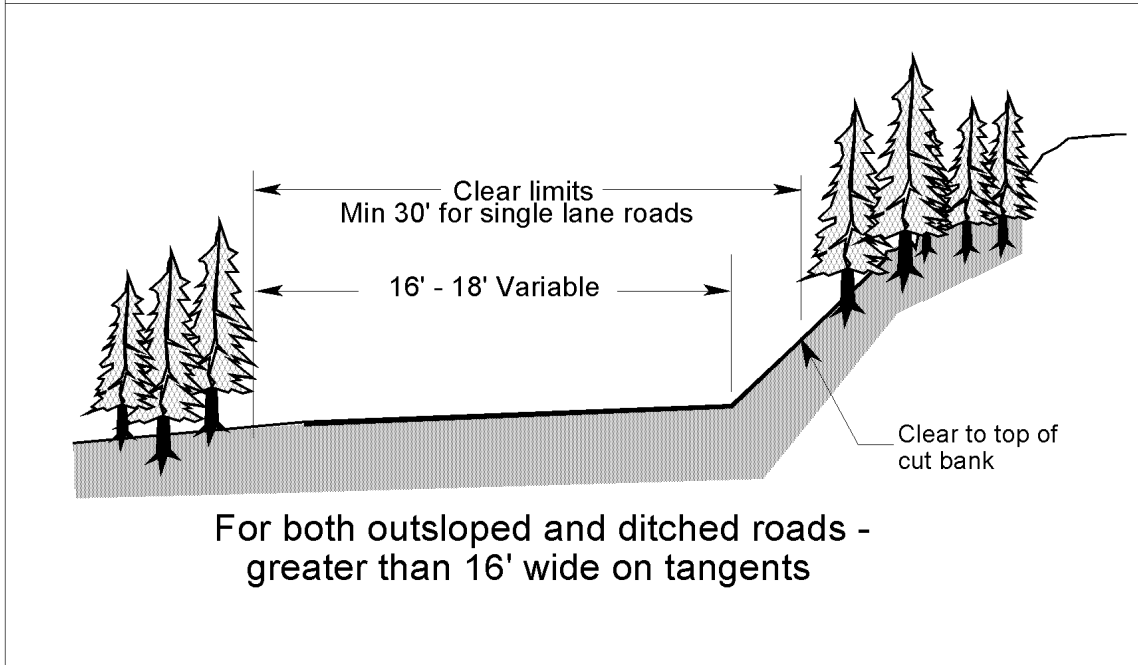 Clear limits
Min 30' for single lane roads
16' - 18' Variable
Clear to top of
cut bank
For both outsloped and ditched roads -
greater than 16' wide on tangents